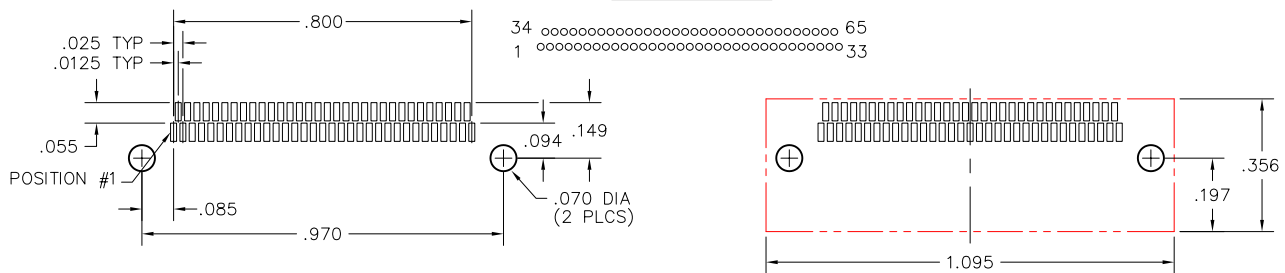 .800
34
65
.025 TYP
1
33
.0125 TYP
.149
.094
.055
.356
POSITION #1
.197
.070 DIA
(2 PLCS)
.085
.970
1.095